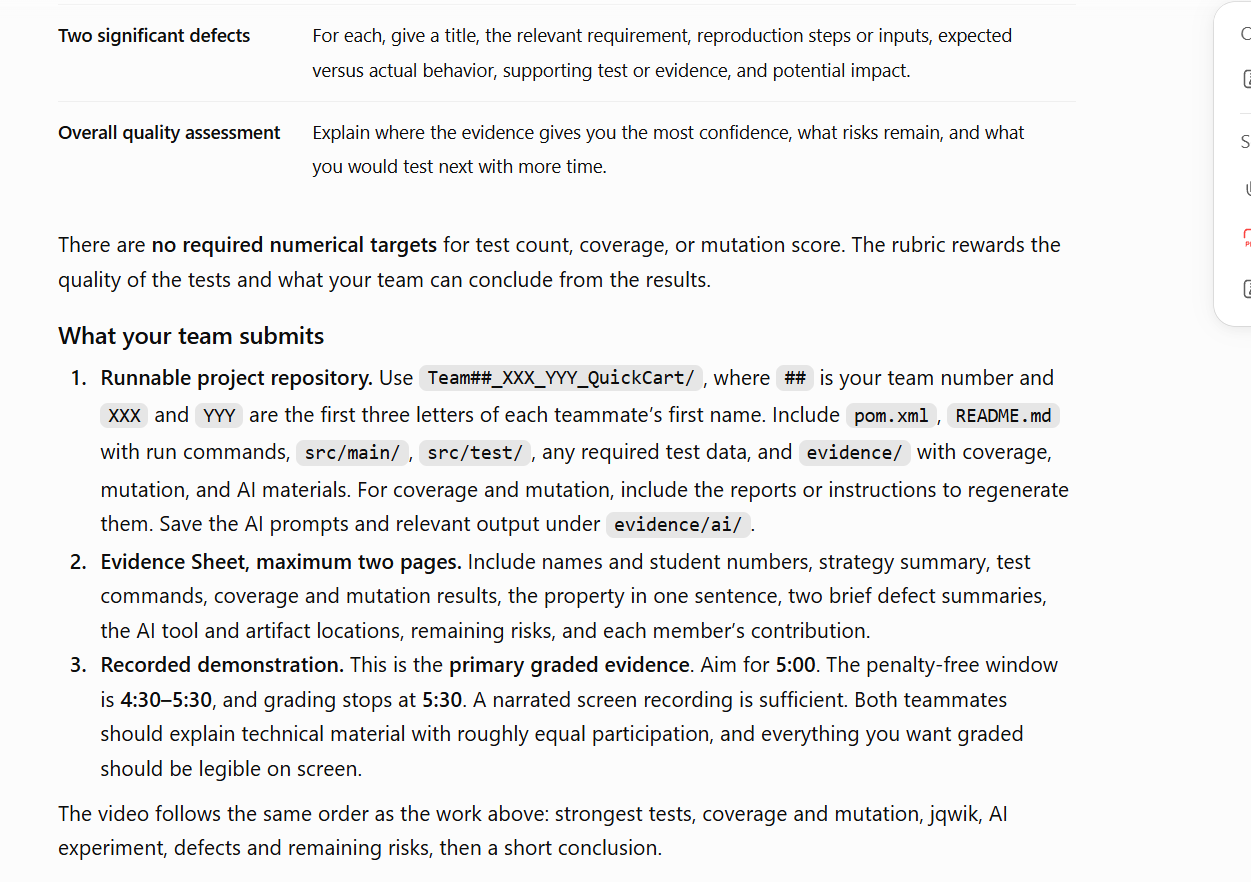 Two significant defects
For each, give a title, the relevant requirement, reproduction steps or inputs, expected
versus actual behavior, supporting test or evidence, and potential impact.
Overall quality assessment
Explain where the evidence gives you the most confidence, what risks remain, and what
you would test next with more time.
There are no required numerical targets for test count, coverage, or mutation score. The rubric rewards the
quality of the tests and what your team can conclude from the results.
What your team submits
1. Runnable project repository. Use Team##_XXX_YYY_QuickCart/, where ## is your team number and
XXX and YYY are the first three letters of each teammate’s first name. Include pom.xml, README.md
with run commands, src/main/, src/test/, any required test data, and evidence/ with coverage,
mutation, and AI materials. For coverage and mutation, include the reports or instructions to regenerate
them. Save the AI prompts and relevant output under evidence/ai/.
2. Evidence Sheet, maximum two pages. Include names and student numbers, strategy summary, test
commands, coverage and mutation results, the property in one sentence, two brief defect summaries,
the AI tool and artifact locations, remaining risks, and each member’s contribution.
3. Recorded demonstration. This is the primary graded evidence. Aim for 5:00. The penalty-free window
is 4:30–5:30, and grading stops at 5:30. A narrated screen recording is sufficient. Both teammates
should explain technical material with roughly equal participation, and everything you want graded
should be legible on screen.
The video follows the same order as the work above: strongest tests, coverage and mutation, jqwik, AI
experiment, defects and remaining risks, then a short conclusion.